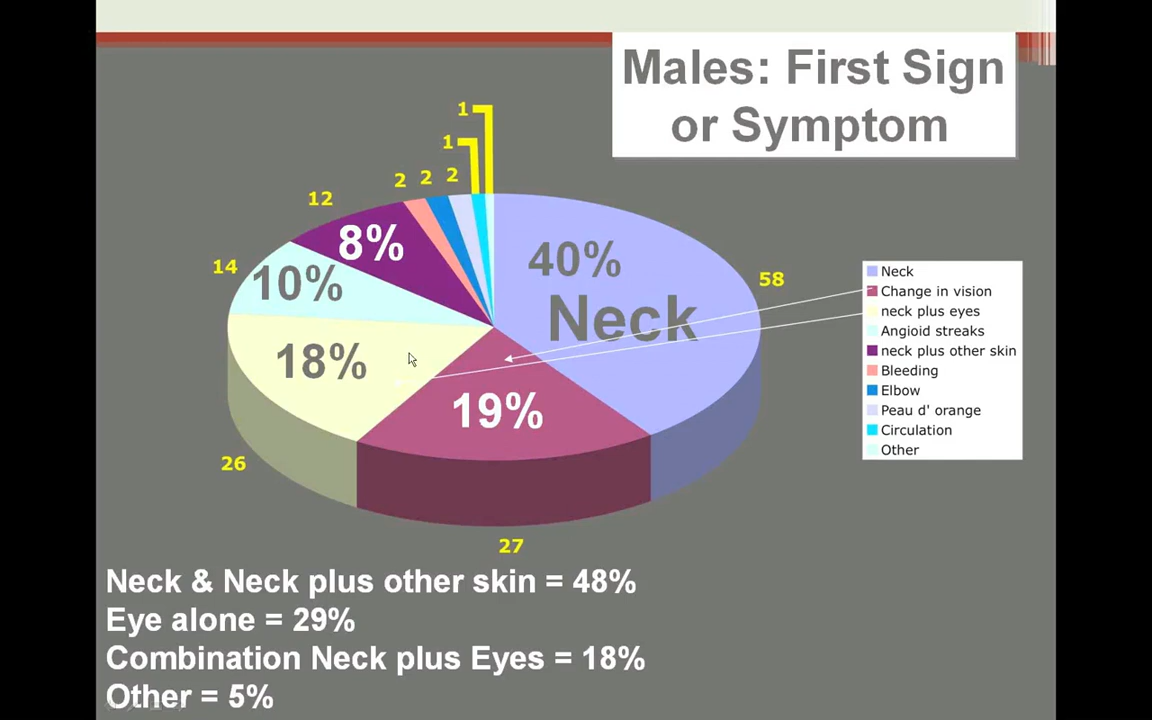 Males: First Sign
or Symptom
1
1
2 2 2
12
14
58
26
27
8%
10%
40%
Neck
18%
19%
Neck
Change in vision
neck plus eyes
Angioid streaks
neck plus other skin
Bleeding
Elbow
Peau d' orange
Circulation
Other
Neck & Neck plus other skin = 48%
Eye alone = 29%
Combination Neck plus Eyes = 18%
Other = 5%